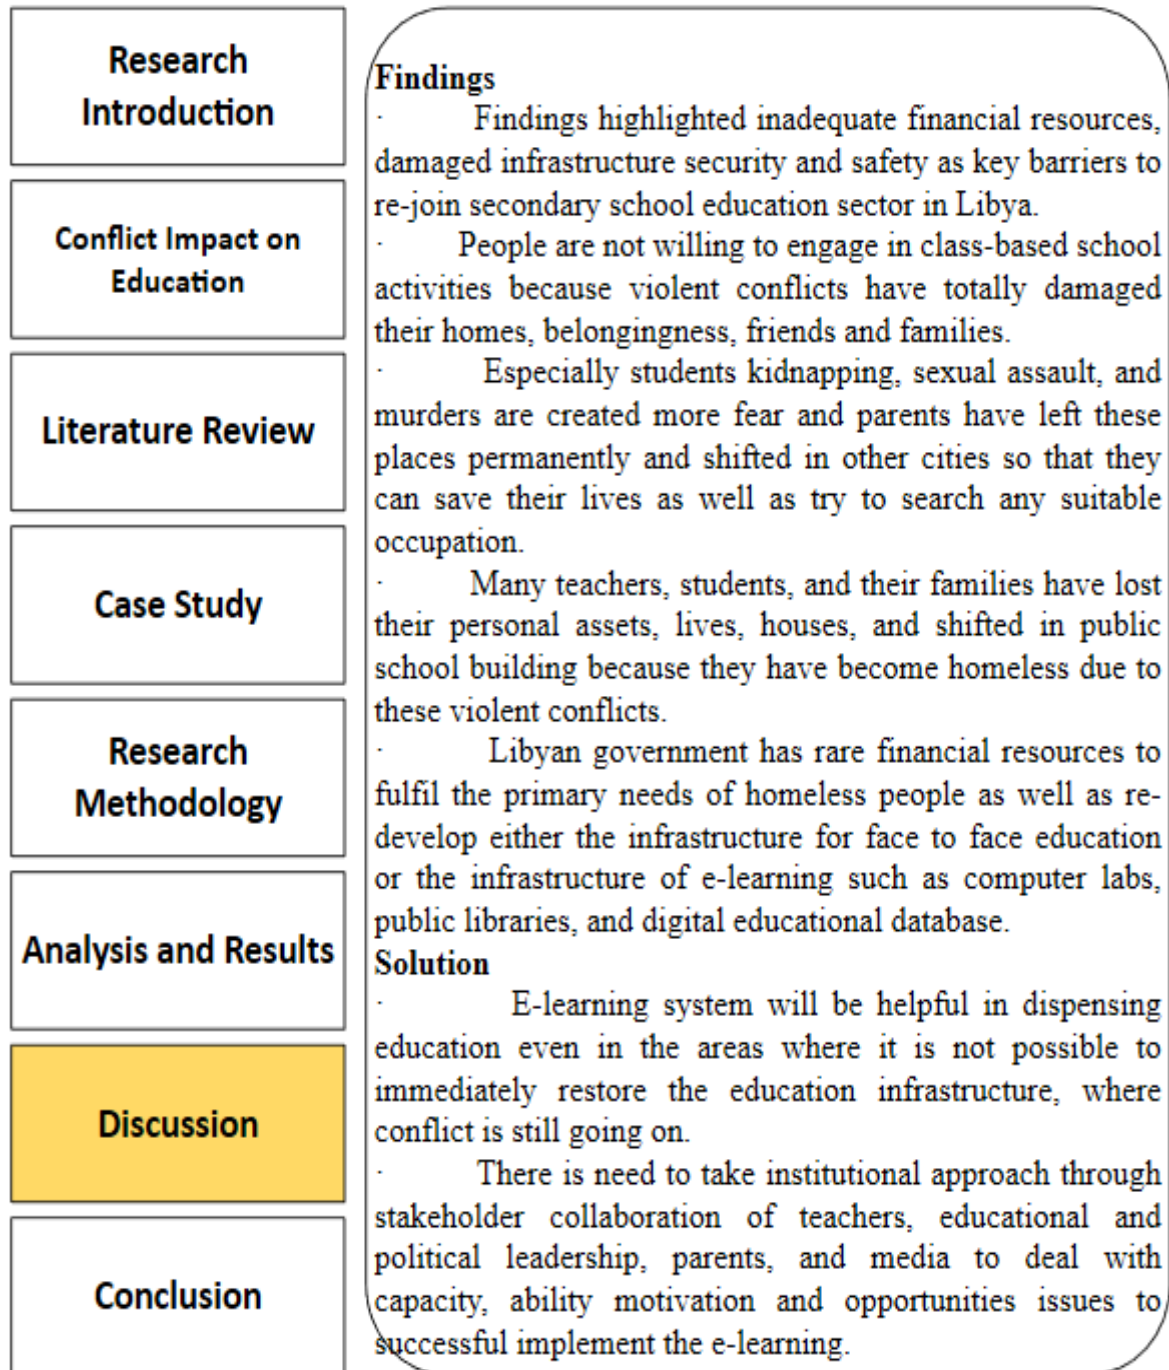 Research
Introduction
Conflict Impact on
Education
Literature Review
Case Study
Research
Methodology
Analysis and Results
Discussion
Conclusion
Findings
· Findings highlighted inadequate financial resources,
damaged infrastructure security and safety as key barriers to
re-join secondary school education sector in Libya.
· People are not willing to engage in class-based school
activities because violent conflicts have totally damaged
their homes, belongingness, friends and families.
· Especially students kidnapping, sexual assault, and
murders are created more fear and parents have left these
places permanently and shifted in other cities so that they
can save their lives as well as try to search any suitable
occupation.
· Many teachers, students, and their families have lost
their personal assets, lives, houses, and shifted in public
school building because they have become homeless due to
these violent conflicts.
· Libyan government has rare financial resources to
fulfil the primary needs of homeless people as well as re-
develop either the infrastructure for face to face education
or the infrastructure of e-learning such as computer labs,
public libraries, and digital educational database.
Solution
· E-learning system will be helpful in dispensing
education even in the areas where it is not possible to
immediately restore the education infrastructure, where
conflict is still going on.
· There is need to take institutional approach through
stakeholder collaboration of teachers, educational and
political leadership, parents, and media to deal with
capacity, ability motivation and opportunities issues to
successful implement the e-learning.